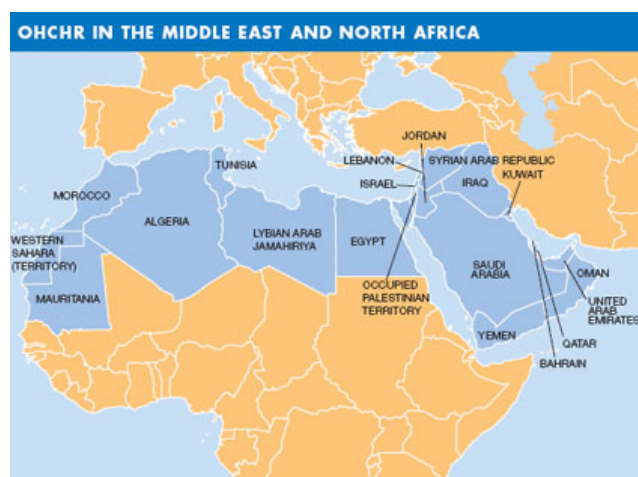 OHCHR IN THE MIDDLE EAST AND NORTH AFRICA
JORDAN
TUNISIA
LEBANON
SYRIAN ARAB REPUBLIC
KUWAIT
ISRAEL
IRAQ
MOROCCO
ALGERIA
LYBIAN ARAB
JAMAHIRIYA
EGYPT
WESTERN
SAHARA
(TERRITORY)
SAUDI
ARABIA
OMAN
MAURITANIA
OCCUPIED
PALESTINIAN
TERRITORY
UNITED
ARAB
EMIRATES
YEMEN
QATAR
BAHRAIN